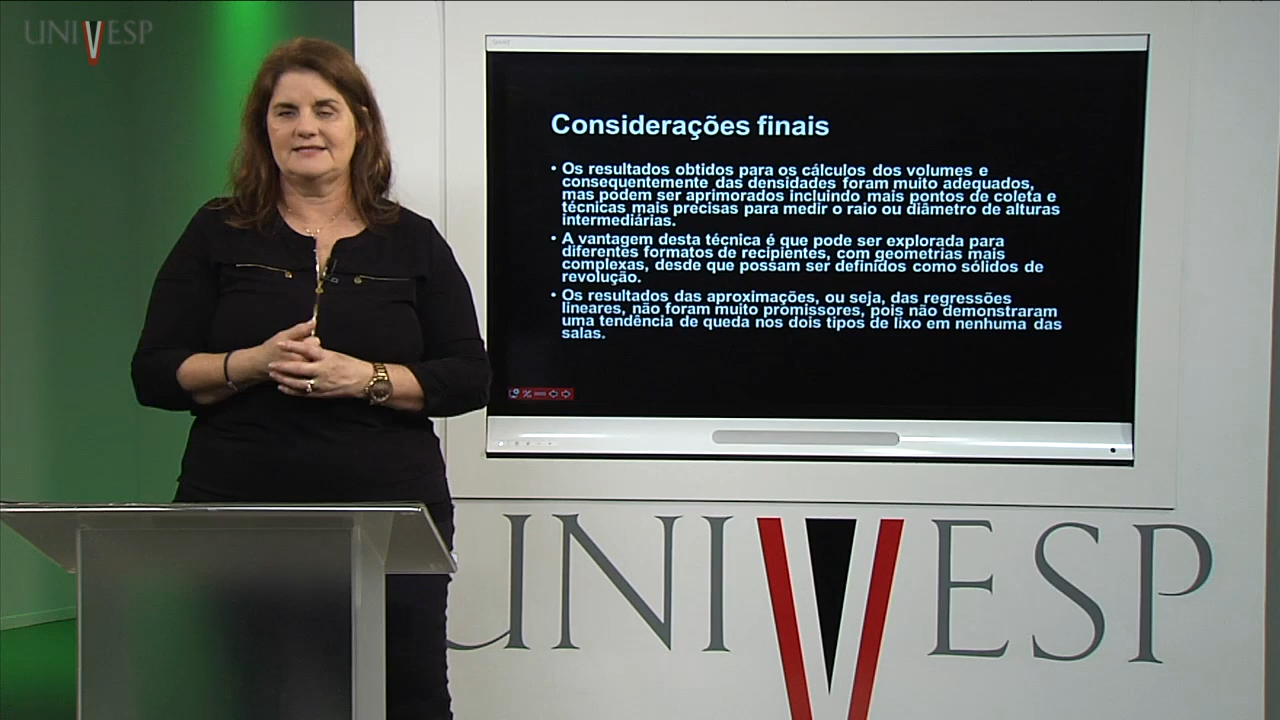 UNIVESP
Considerações finais
• Os resultados obtidos para os cálculos dos volumes e
consequentemente das densidades foram muito adequados,
mas podem ser aprimorados incluindo mais pontos de coleta e
técnicas mais precisas para medir o raio ou diâmetro de alturas
intermediárias.
• A vantagem desta técnica é que pode ser explorada para
diferentes formatos de recipientes, com geometrias mais
complexas, desde que possam ser definidos como sólidos de
revolução.
• Os resultados das aproximações, ou seja, das regressões
lineares, não foram muito promissores, pois não demonstraram
uma tendência de queda nos dois tipos de lixo em nenhuma das
salas.
UNIVESP